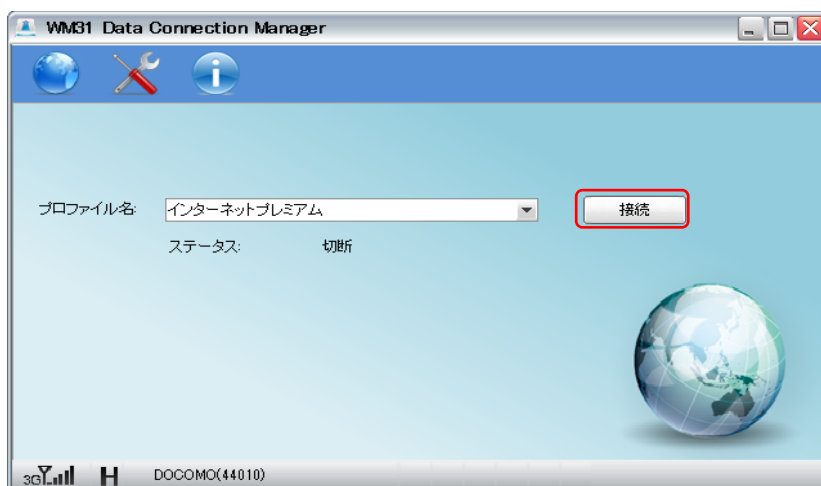 WM31 Data Connection Manager
プロファイル名: インターネットプレミアム 接続
ステータス: 切断
3G H DOCOMO(44010)